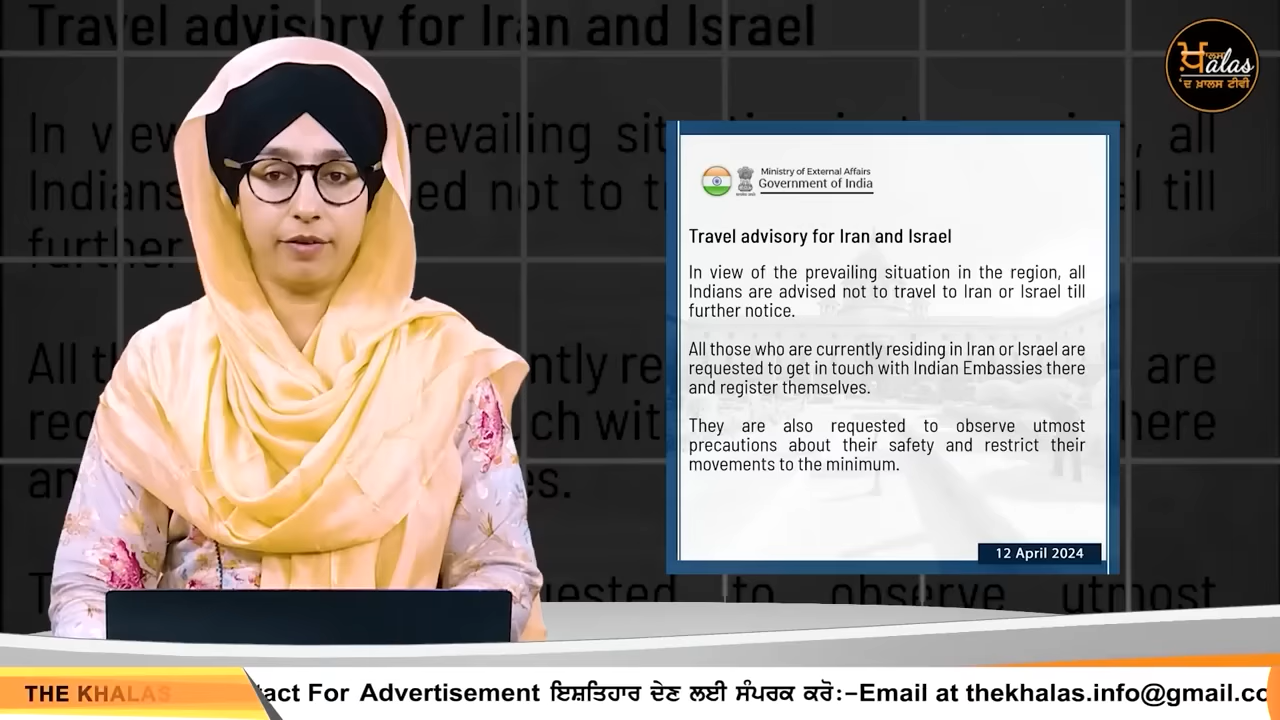 Travel advisory for Iran and Israel
ਖ਼ਾਲਸ
alas
'ਦ ਖ਼ਾਲਸ ਟੀਵੀ
Ministry of External Affairs
Government of India
Travel advisory for Iran and Israel
In view of the prevailing situation in the region, all
Indians are advised not to travel to Iran or Israel till
further notice.
All those who are currently residing in Iran or Israel are
requested to get in touch with Indian Embassies there
and register themselves.
They are also requested to observe utmost
precautions about their safety and restrict their
movements to the minimum.
12 April 2024
THE KHALAS
tact For Advertisement ਇਸ਼ਤਿਹਾਰ ਦੇਣ ਲਈ ਸੰਪਰਕ ਕਰੋ:-Email at thekhalas.info@gmail.co